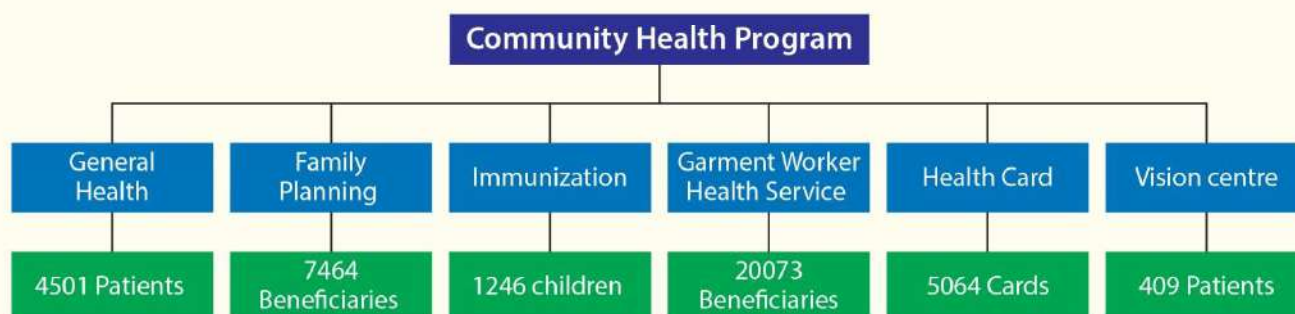 Community Health Program
General
Health
Family
Planning
Immunization
Garment Worker
Health Service
Health Card
Vision centre
4501 Patients
7464
Beneficiaries
1246 children
20073
Beneficiaries
5064 Cards
409 Patients